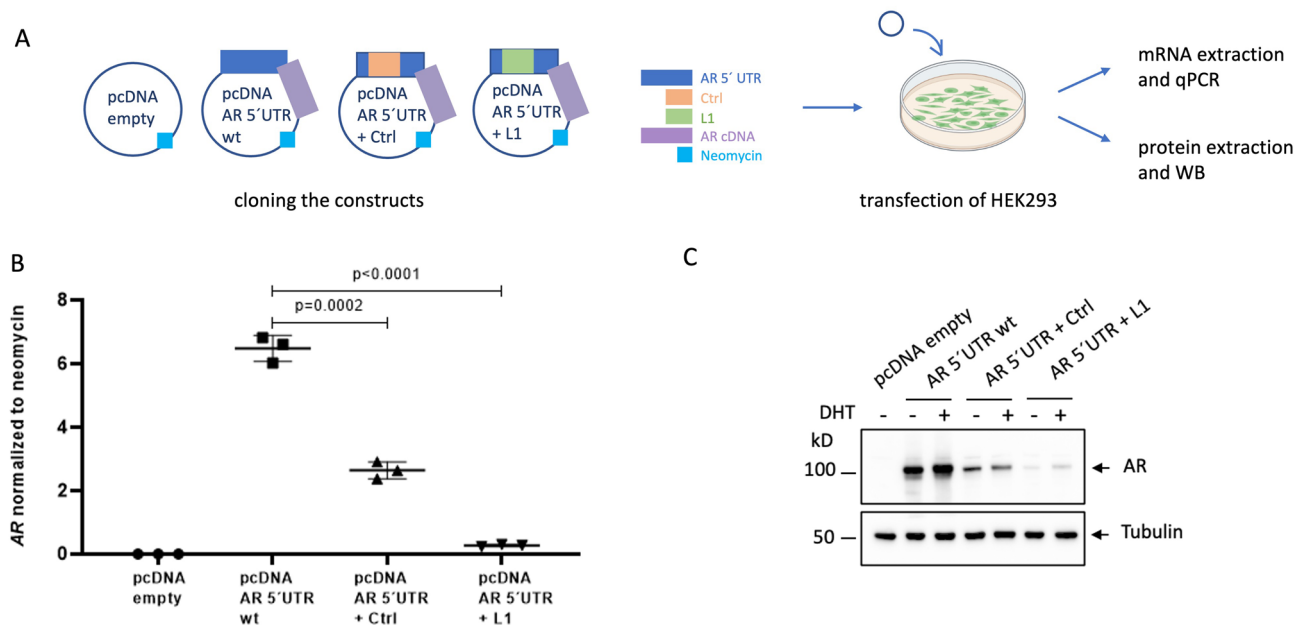 A
pcDNA
empty
pcDNA
AR 5´UTR
wt
pcDNA
AR 5´UTR
+ Ctrl
pcDNA
AR 5´UTR
+ L1
cloning the constructs
AR 5´ UTR
Ctrl
L1
AR cDNA
Neomycin
transfection of HEK293
mRNA extraction
and qPCR
protein extraction
and WB
B
p<0.0001
p=0.0002
AR normalized to neomycin
8
6
4
2
0
pcDNA
empty
pcDNA
AR 5´UTR
wt
pcDNA
AR 5´UTR
+ Ctrl
pcDNA
AR 5´UTR
+ L1
C
pcDNA empty
AR 5´UTR wt
AR 5´UTR + Ctrl
AR 5´UTR + L1
DHT - - + - + - +
kD
100
AR
50
Tubulin